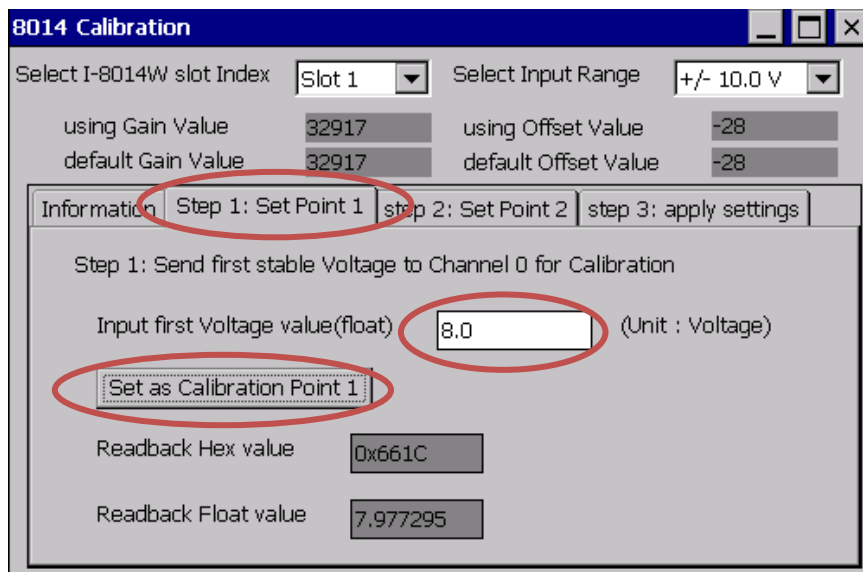 8014 Calibration
Select I-8014W slot Index Slot 1 Select Input Range +/- 10.0 V
using Gain Value 32917 using Offset Value -28
default Gain Value 32917 default Offset Value -28
Information Step 1: Set Point 1 step 2: Set Point 2 step 3: apply settings
Step 1: Send first stable Voltage to Channel 0 for Calibration
Input first Voltage value(float) 8.0 (Unit : Voltage)
Set as Calibration Point 1
Readback Hex value 0x661C
Readback Float value 7.977295